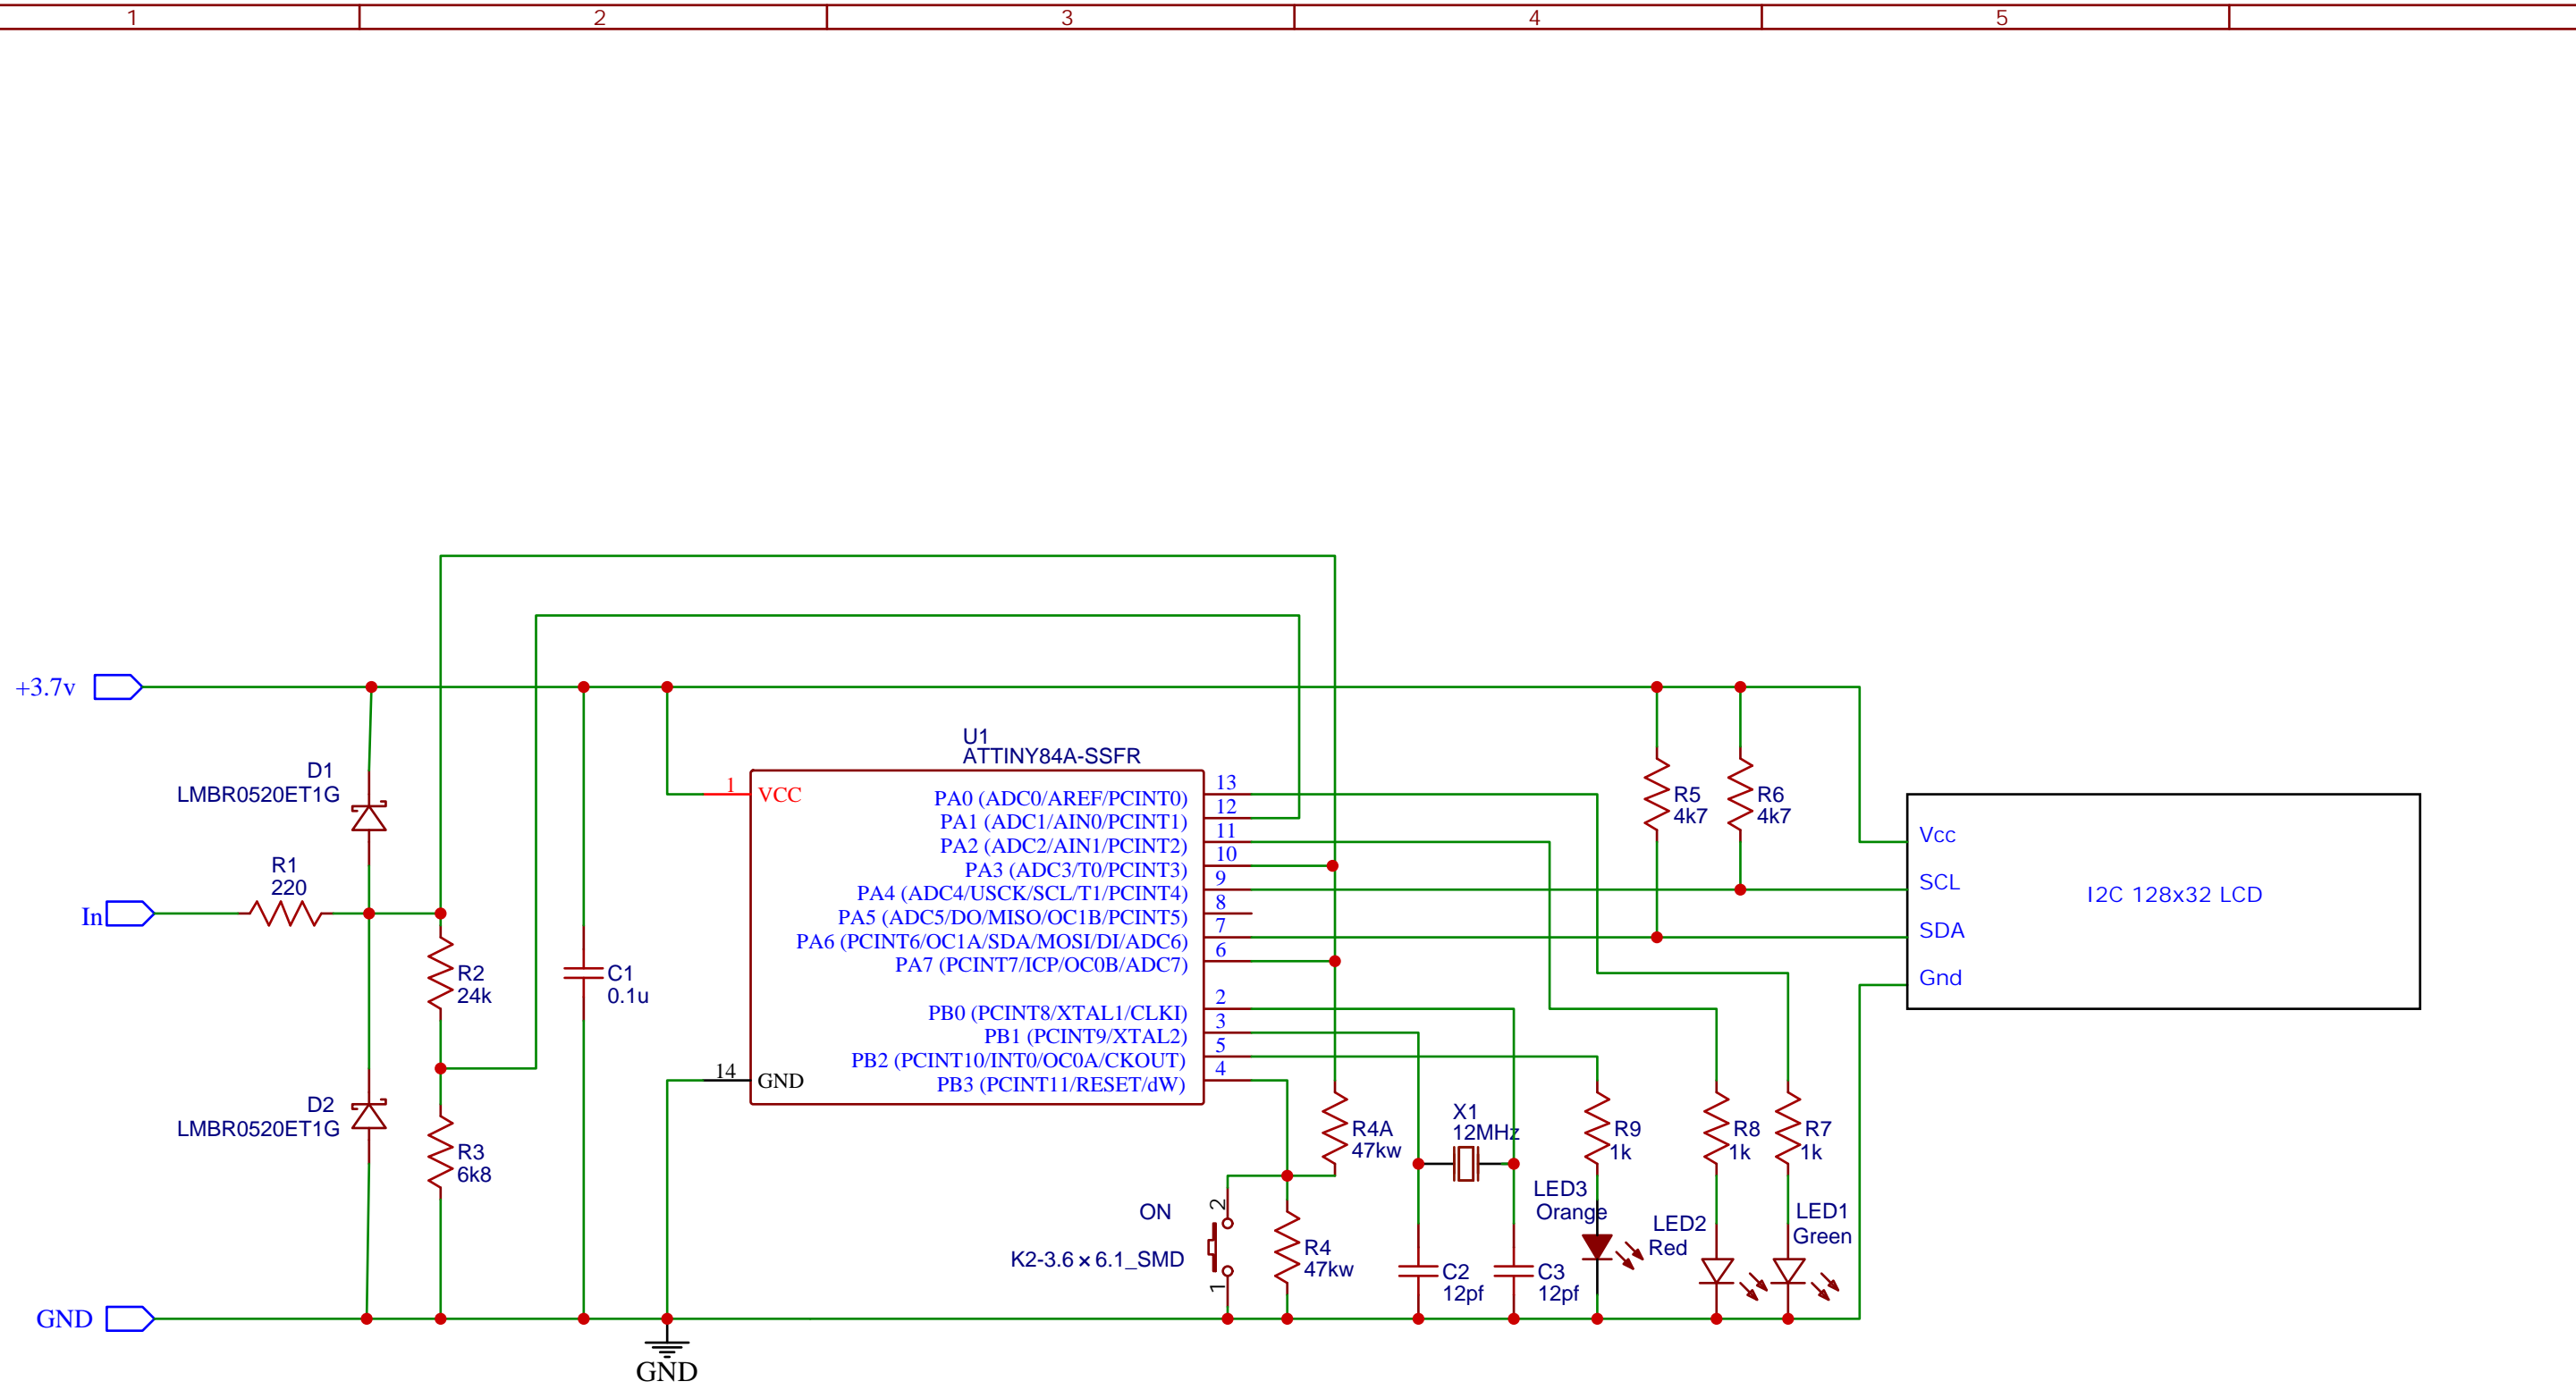 1 2 3 4 5
+3.7v
D1
LMBR0520ET1G
R1
220
In
R2
24k
C1
0.1u
D2
LMBR0520ET1G
R3
6k8
GND
GND
U1
ATTINY84A-SSFR
1 VCC
14 GND
PA0 (ADC0/AREF/PCINT0) 13
PA1 (ADC1/AIN0/PCINT1) 12
PA2 (ADC2/AIN1/PCINT2) 11
PA3 (ADC3/T0/PCINT3) 10
PA4 (ADC4/USCK/SCL/T1/PCINT4) 9
PA5 (ADC5/DO/MISO/OC1B/PCINT5) 8
PA6 (PCINT6/OC1A/SDA/MOSI/DI/ADC6) 7
PA7 (PCINT7/ICP/OC0B/ADC7) 6
PB0 (PCINT8/XTAL1/CLKI) 2
PB1 (PCINT9/XTAL2) 3
PB2 (PCINT10/INT0/OC0A/CKOUT) 5
PB3 (PCINT11/RESET/dW) 4
R4A
47kw
ON
K2-3.6×6.1_SMD
2
1
R4
47kw
X1
12MHz
C2
12pf
C3
12pf
R9
1k
LED3
Orange
R8
1k
LED2
Red
R7
1k
LED1
Green
R5
4k7
R6
4k7
Vcc
SCL
SDA
Gnd
I2C 128x32 LCD